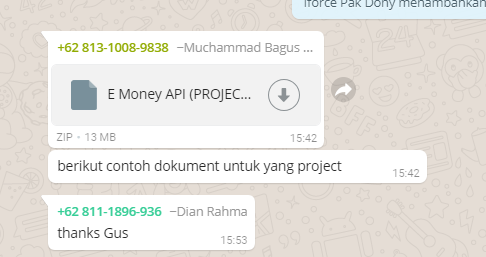 Iforce Pak Dony menambahkan
+62 813-1008-9838 ~Muchammad Bagus ...
E Money API (PROJEC...
ZIP • 13 MB 15:42
berikut contoh dokument untuk yang project 15:42
+62 811-1896-936 ~Dian Rahma
thanks Gus 15:53